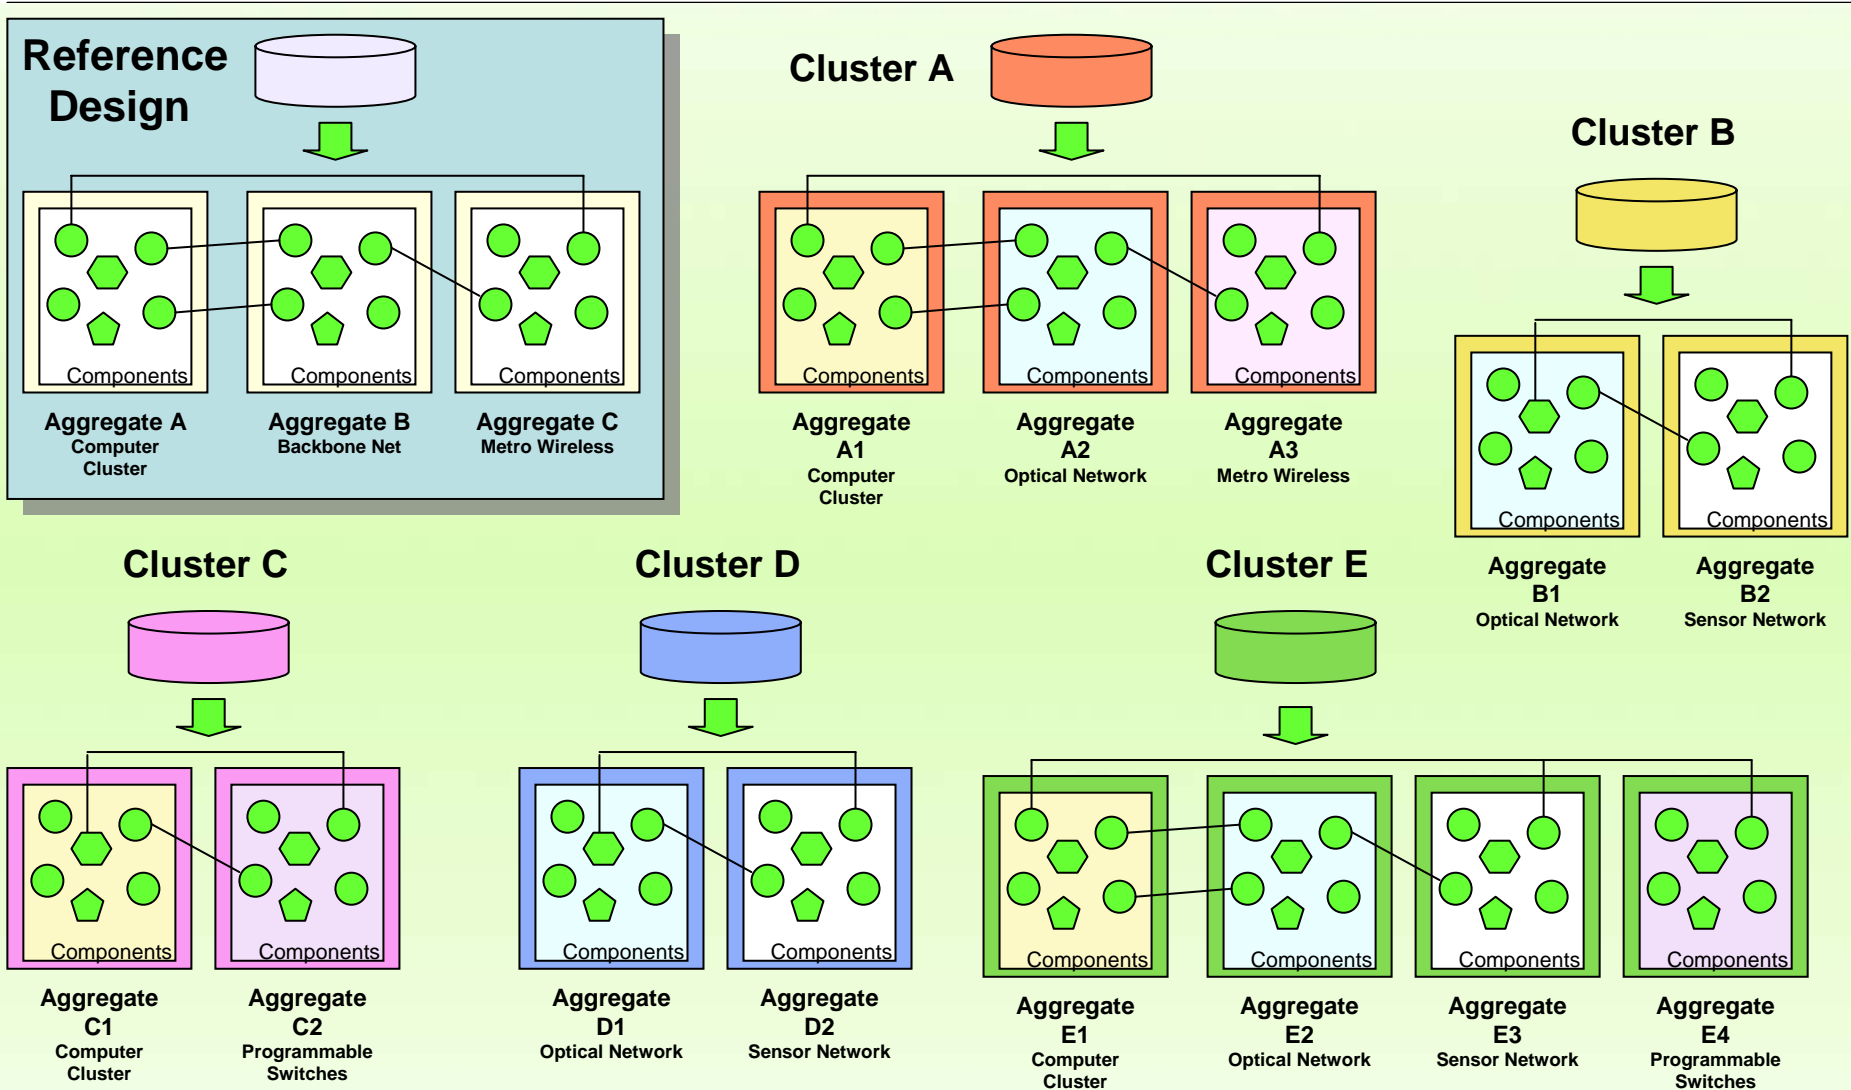 Reference
Design
Components
Components
Components
Aggregate A
Computer
Cluster
Aggregate B
Backbone Net
Aggregate C
Metro Wireless
Cluster A
Components
Components
Components
Aggregate
A1
Computer
Cluster
Aggregate
A2
Optical Network
Aggregate
A3
Metro Wireless
Cluster B
Components
Components
Aggregate
B1
Optical Network
Aggregate
B2
Sensor Network
Cluster C
Components
Components
Aggregate
C1
Computer
Cluster
Aggregate
C2
Programmable
Switches
Cluster D
Components
Components
Aggregate
D1
Optical Network
Aggregate
D2
Sensor Network
Cluster E
Components
Components
Components
Components
Aggregate
E1
Computer
Cluster
Aggregate
E2
Optical Network
Aggregate
E3
Sensor Network
Aggregate
E4
Programmable
Switches